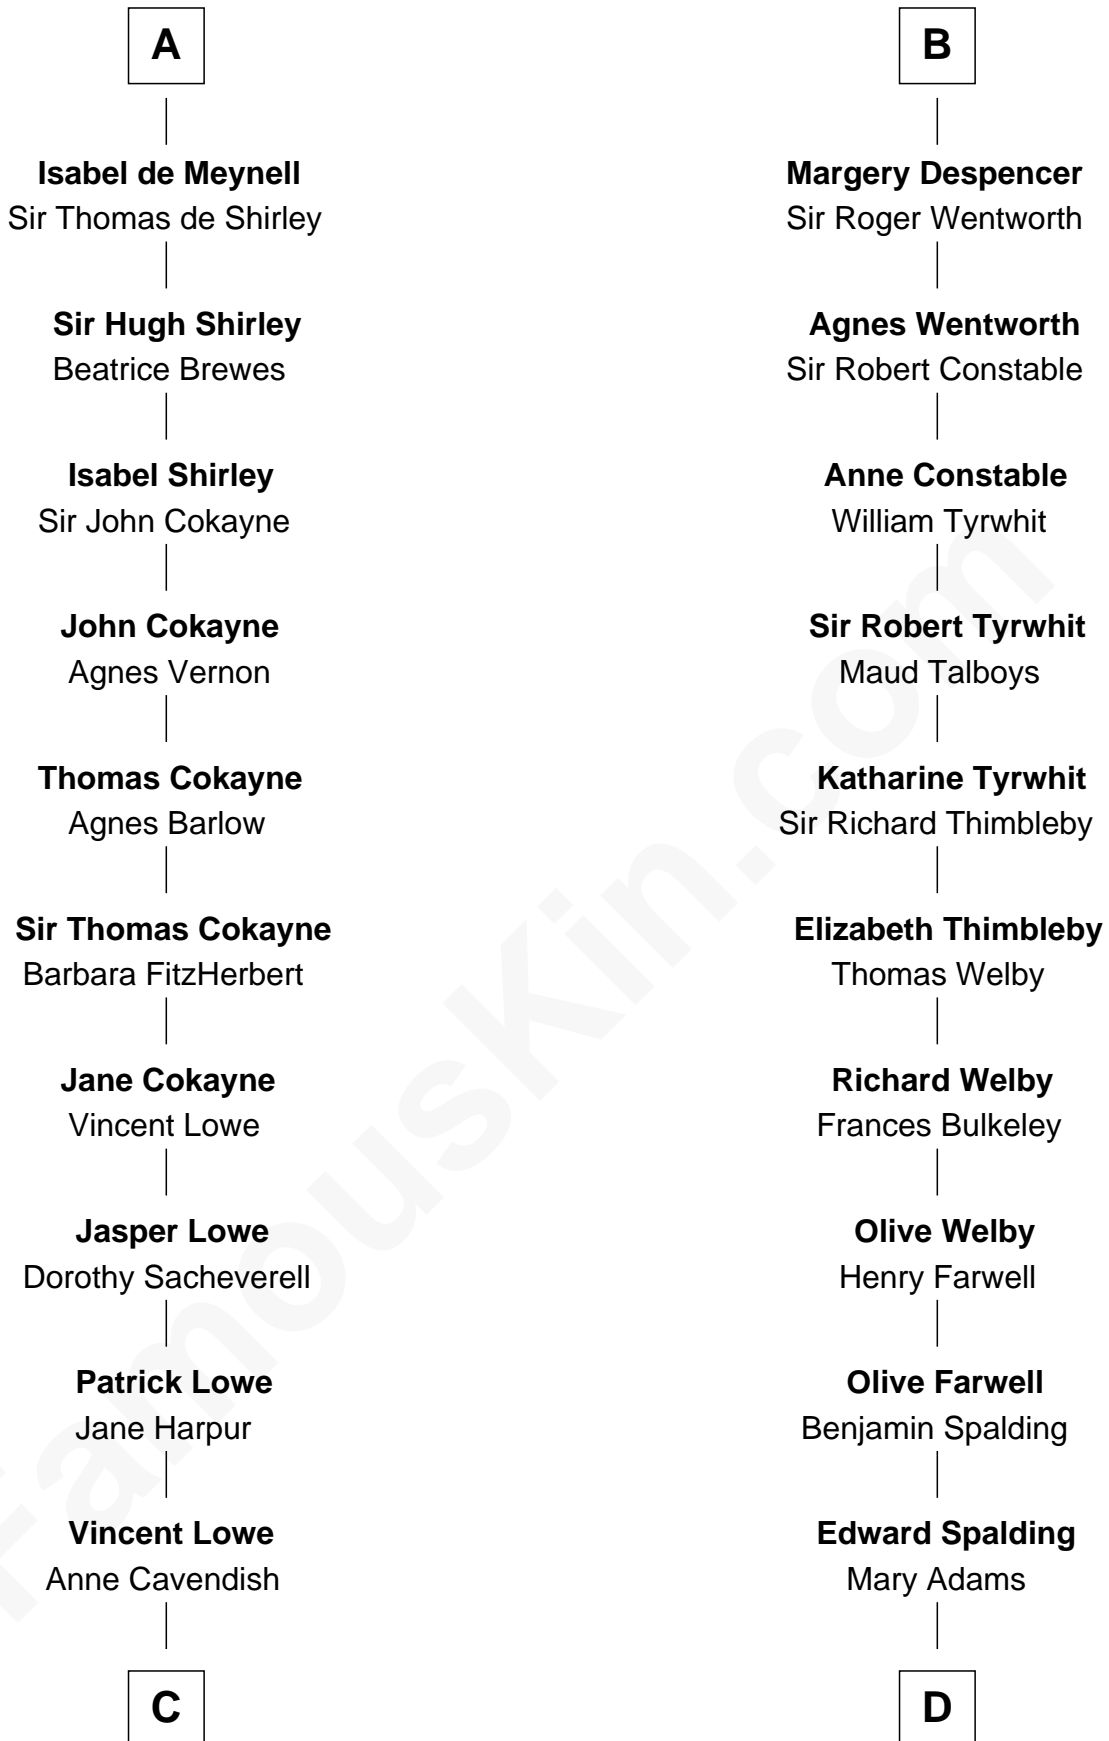 A
Isabel de Meynell
Sir Thomas de Shirley
Sir Hugh Shirley
Beatrice Brewes
Isabel Shirley
Sir John Cokayne
John Cokayne
Agnes Vernon
Thomas Cokayne
Agnes Barlow
Sir Thomas Cokayne
Barbara FitzHerbert
Jane Cokayne
Vincent Lowe
Jasper Lowe
Dorothy Sacheverell
Patrick Lowe
Jane Harpur
Vincent Lowe
Anne Cavendish
C
B
Margery Despencer
Sir Roger Wentworth
Agnes Wentworth
Sir Robert Constable
Anne Constable
William Tyrwhit
Sir Robert Tyrwhit
Maud Talboys
Katharine Tyrwhit
Sir Richard Thimbleby
Elizabeth Thimbleby
Thomas Welby
Richard Welby
Frances Bulkeley
Olive Welby
Henry Farwell
Olive Farwell
Benjamin Spalding
Edward Spalding
Mary Adams
D
FamousKin.com